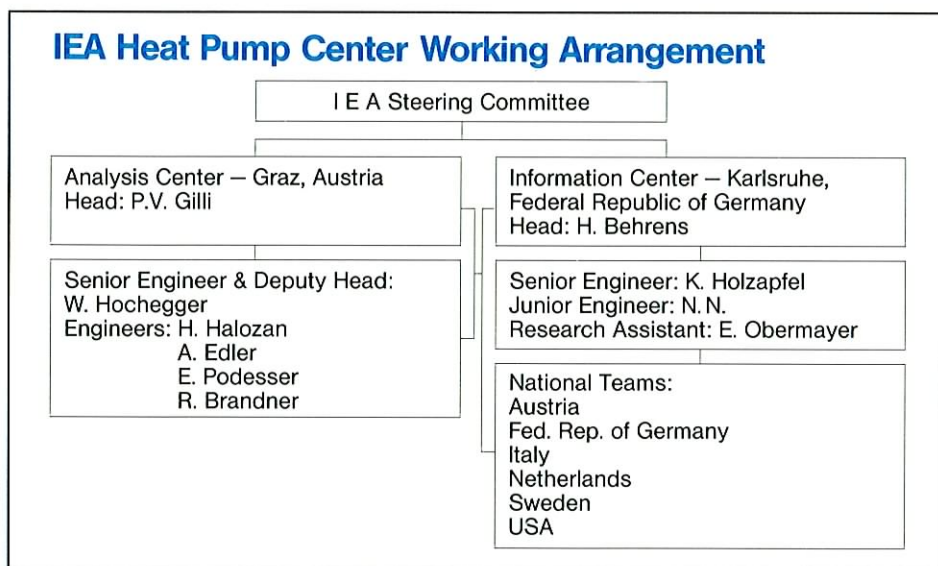 IEA Heat Pump Center Working Arrangement
I E A Steering Committee
Analysis Center – Graz, Austria
Head: P.V. Gilli
Senior Engineer & Deputy Head:
W. Hochegger
Engineers: H. Halozan
A. Edler
E. Podesser
R. Brandner
Information Center – Karlsruhe,
Federal Republic of Germany
Head: H. Behrens
Senior Engineer: K. Holzapfel
Junior Engineer: N.N.
Research Assistant: E. Obermayer
National Teams:
Austria
Fed. Rep. of Germany
Italy
Netherlands
Sweden
USA